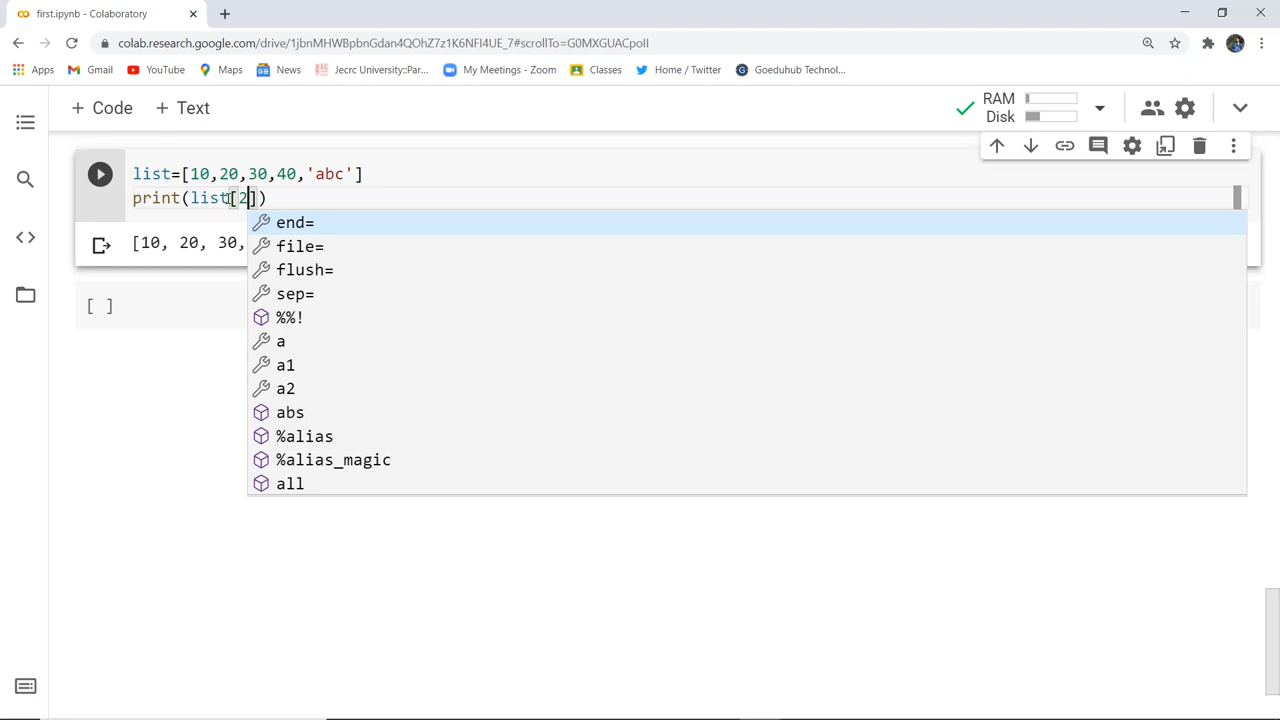 first.ipynb - Colaboratory
colab.research.google.com/drive/1jbnMHWBpbnGdan4QOhZ7z1K6NFI4UE_7#scrollTo=G0MXGUACpolI
Apps Gmail YouTube Maps News Jecrc University::Par... My Meetings - Zoom Classes Home / Twitter Goeduhub Technol...
+ Code + Text
RAM
Disk
list=[10,20,30,40,'abc']
print(list[2])
[10, 20, 30,
end=
file=
flush=
sep=
%%!
[ ]
a
a1
a2
abs
%alias
%alias_magic
all